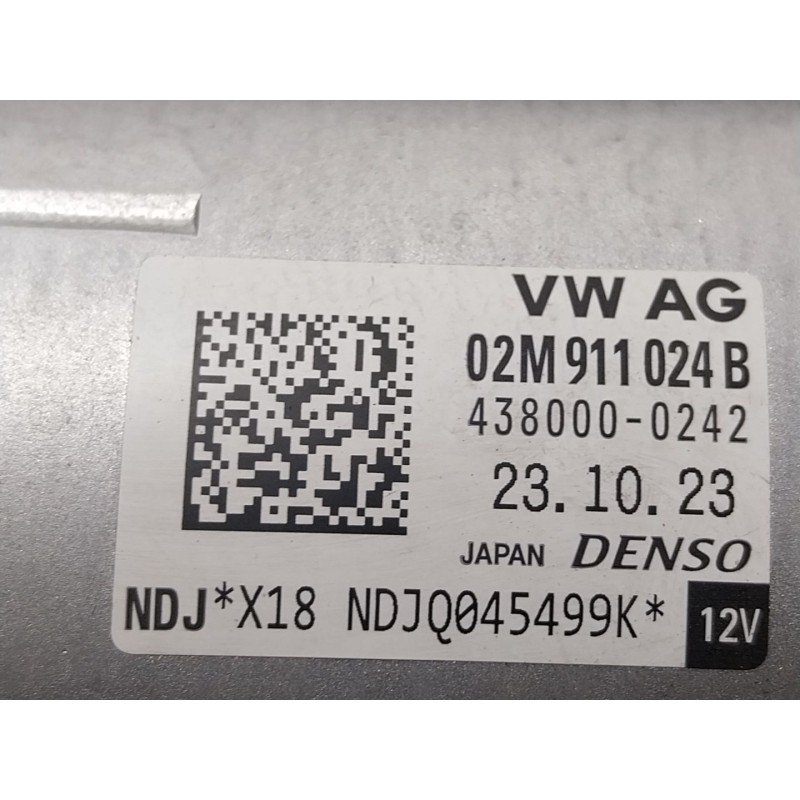 VW AG
02M 911 024 B
438000-0242
23.10.23
JAPAN DENSO
NDJ*X18 NDJQ045499K* 12V